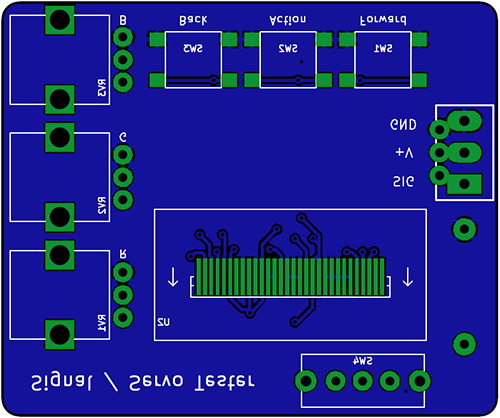 B
Back Action Forward
SW3 SW2 SW1
RV3
GND
+V
SIG
G
RV2
R
RV1
U2
SW4
Signal / Servo Tester